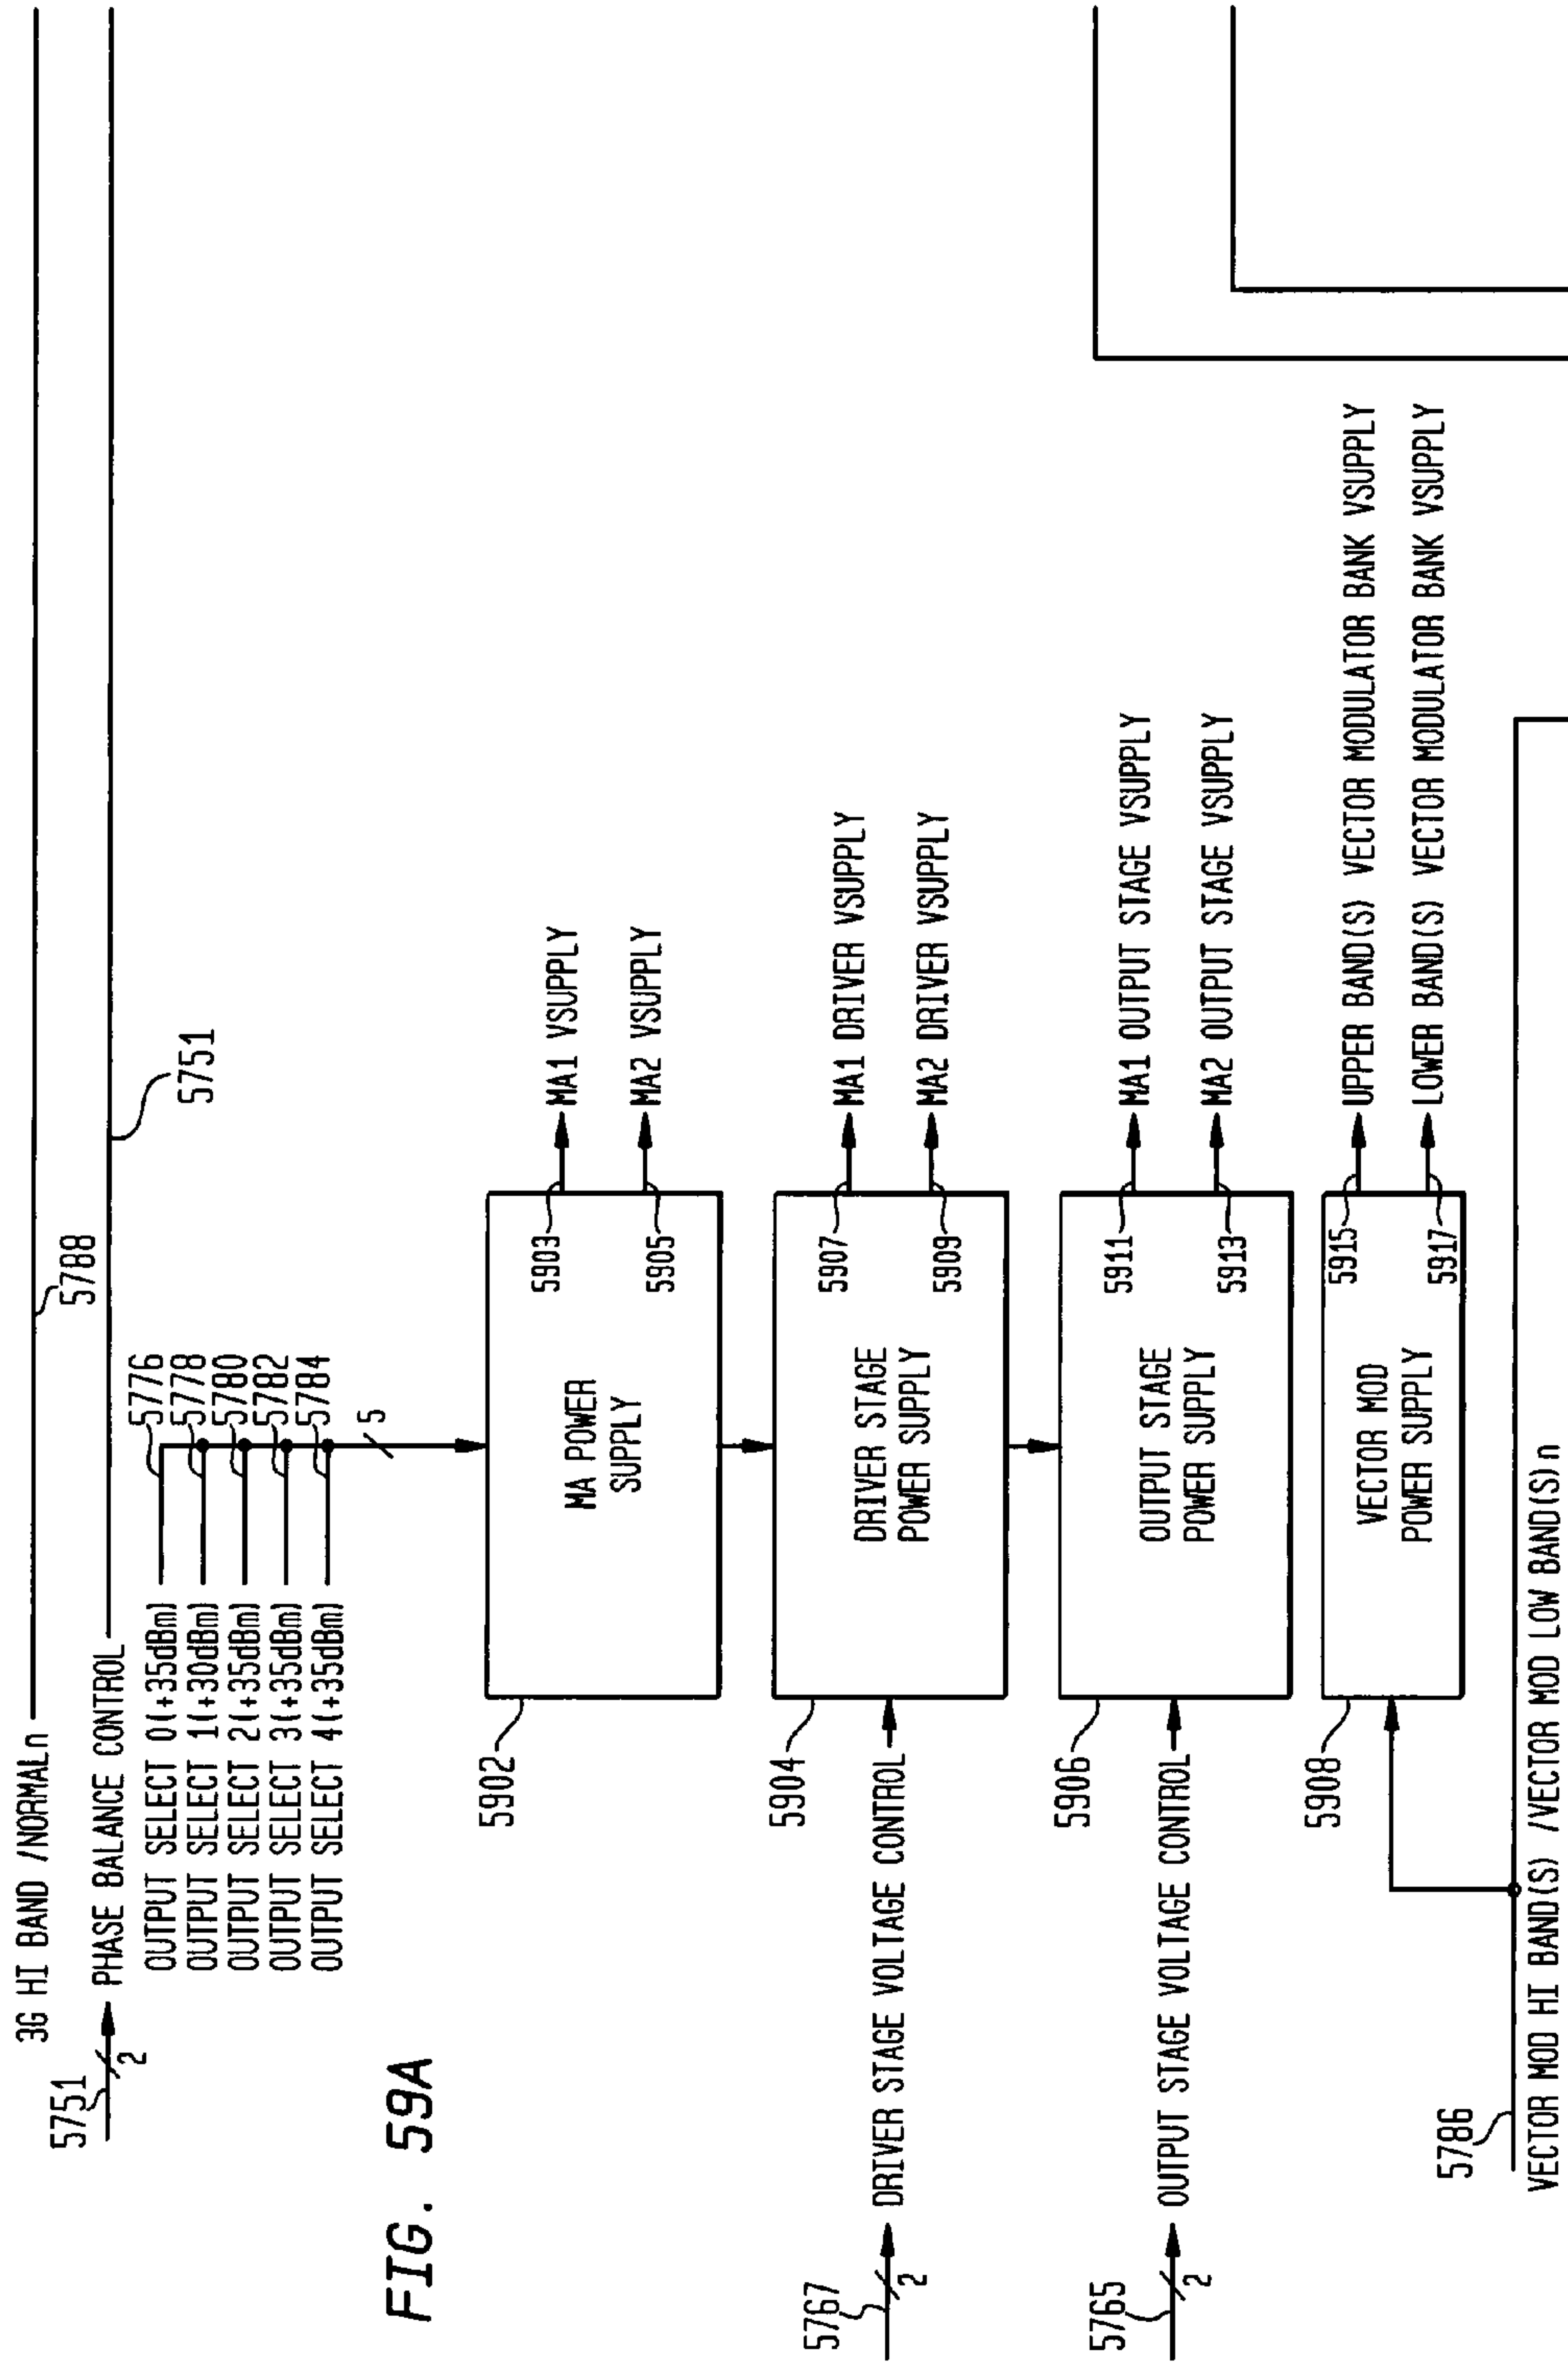 3G HI BAND /NORMALn
5788
5751
2
PHASE BALANCE CONTROL
5751
OUTPUT SELECT 0(+35dBm)
5776
OUTPUT SELECT 1(+30dBm)
5778
OUTPUT SELECT 2(+35dBm)
5780
OUTPUT SELECT 3(+35dBm)
5782
OUTPUT SELECT 4(+35dBm)
5784
5
FIG. 59A
5902
MA POWER
SUPPLY
5903
MA1 VSUPPLY
5905
MA2 VSUPPLY
5767
2
DRIVER STAGE VOLTAGE CONTROL
5904
DRIVER STAGE
POWER SUPPLY
5907
MA1 DRIVER VSUPPLY
5909
MA2 DRIVER VSUPPLY
5765
2
OUTPUT STAGE VOLTAGE CONTROL
5906
OUTPUT STAGE
POWER SUPPLY
5911
MA1 OUTPUT STAGE VSUPPLY
5913
MA2 OUTPUT STAGE VSUPPLY
5908
VECTOR MOD
POWER SUPPLY
5915
UPPER BAND(S) VECTOR MODULATOR BANK VSUPPLY
5917
LOWER BAND(S) VECTOR MODULATOR BANK VSUPPLY
5786
VECTOR MOD HI BAND(S) /VECTOR MOD LOW BAND(S)n